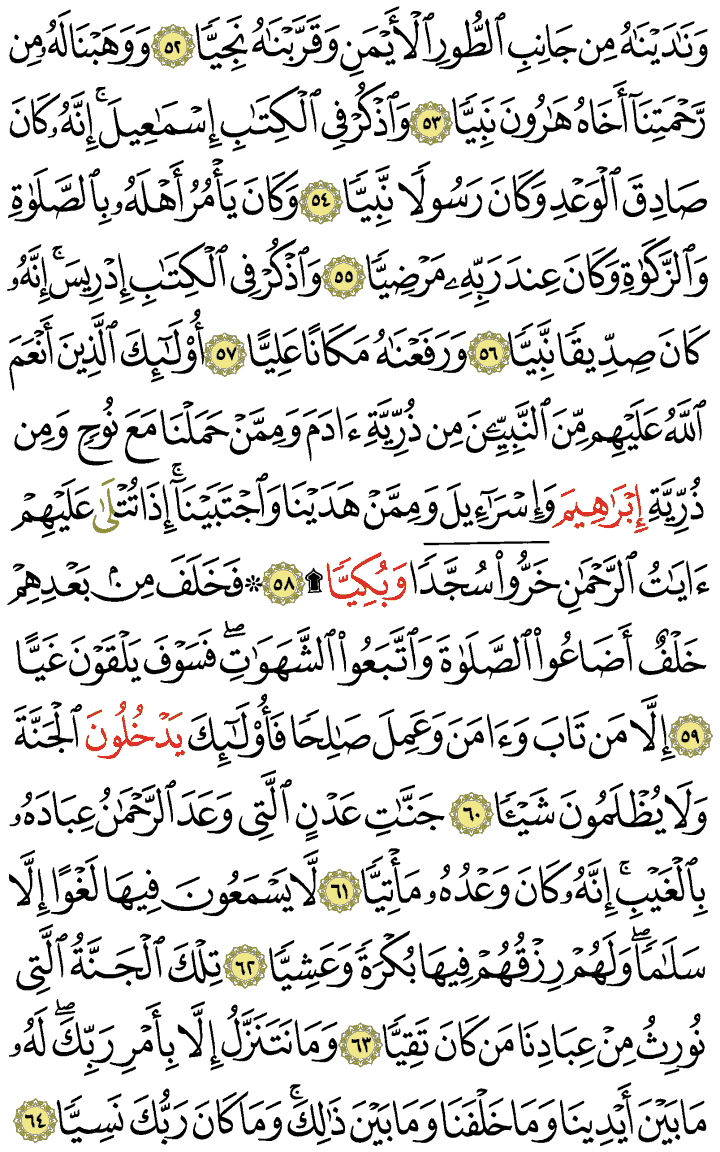 وَنَٰدَيۡنَٰهُ مِن جَانِبِ ٱلطُّورِ ٱلۡأَيۡمَنِ وَقَرَّبۡنَٰهُ نَجِيّٗا ٥٢ وَوَهَبۡنَا لَهُۥ مِن
رَّحۡمَتِنَآ أَخَاهُ هَٰرُونَ نَبِيّٗا ٥٣ وَٱذۡكُرۡ فِي ٱلۡكِتَٰبِ إِسۡمَٰعِيلَۚ إِنَّهُۥ كَانَ
صَادِقَ ٱلۡوَعۡدِ وَكَانَ رَسُولٗا نَّبِيّٗا ٥٤ وَكَانَ يَأۡمُرُ أَهۡلَهُۥ بِٱلصَّلَوٰةِ
وَٱلزَّكَوٰةِ وَكَانَ عِندَ رَبِّهِۦ مَرۡضِيّٗا ٥٥ وَٱذۡكُرۡ فِي ٱلۡكِتَٰبِ إِدۡرِيسَۚ إِنَّهُۥ
كَانَ صِدِّيقٗا نَّبِيّٗا ٥٦ وَرَفَعۡنَٰهُ مَكَانًا عَلِيًّا ٥٧ أُوْلَٰٓئِكَ ٱلَّذِينَ أَنۡعَمَ
ٱللَّهُ عَلَيۡهِم مِّنَ ٱلنَّبِيِّـۧنَ مِن ذُرِّيَّةِ ءَادَمَ وَمِمَّنۡ حَمَلۡنَا مَعَ نُوحٖ وَمِن
ذُرِّيَّةِ إِبۡرَٰهِيمَ وَإِسۡرَٰٓءِيلَ وَمِمَّنۡ هَدَيۡنَا وَٱجۡتَبَيۡنَآۚ إِذَا تُتۡلَىٰ عَلَيۡهِمۡ
ءَايَٰتُ ٱلرَّحۡمَٰنِ خَرُّواْۤ سُجَّدٗاۤ وَبُكِيّٗا ۩ ٥٨ ۞ فَخَلَفَ مِنۢ بَعۡدِهِمۡ
خَلۡفٌ أَضَاعُواْ ٱلصَّلَوٰةَ وَٱتَّبَعُواْ ٱلشَّهَوَٰتِۖ فَسَوۡفَ يَلۡقَوۡنَ غَيًّا
٥٩ إِلَّا مَن تَابَ وَءَامَنَ وَعَمِلَ صَٰلِحٗا فَأُوْلَٰٓئِكَ يَدۡخُلُونَ ٱلۡجَنَّةَ
وَلَا يُظۡلَمُونَ شَيۡـٔٗا ٦٠ جَنَّٰتِ عَدۡنٍ ٱلَّتِي وَعَدَ ٱلرَّحۡمَٰنُ عِبَادَهُۥ
بِٱلۡغَيۡبِۚ إِنَّهُۥ كَانَ وَعۡدُهُۥ مَأۡتِيّٗا ٦١ لَّا يَسۡمَعُونَ فِيهَا لَغۡوًا إِلَّا
سَلَٰمٗاۖ وَلَهُمۡ رِزۡقُهُمۡ فِيهَا بُكۡرَةٗ وَعَشِيّٗا ٦٢ تِلۡكَ ٱلۡجَنَّةُ ٱلَّتِي
نُورِثُ مِنۡ عِبَادِنَا مَن كَانَ تَقِيّٗا ٦٣ وَمَا نَتَنَزَّلُ إِلَّا بِأَمۡرِ رَبِّكَۖ لَهُۥ
مَا بَيۡنَ أَيۡدِينَا وَمَا خَلۡفَنَا وَمَا بَيۡنَ ذَٰلِكَۚ وَمَا كَانَ رَبُّكَ نَسِيّٗا ٦٤